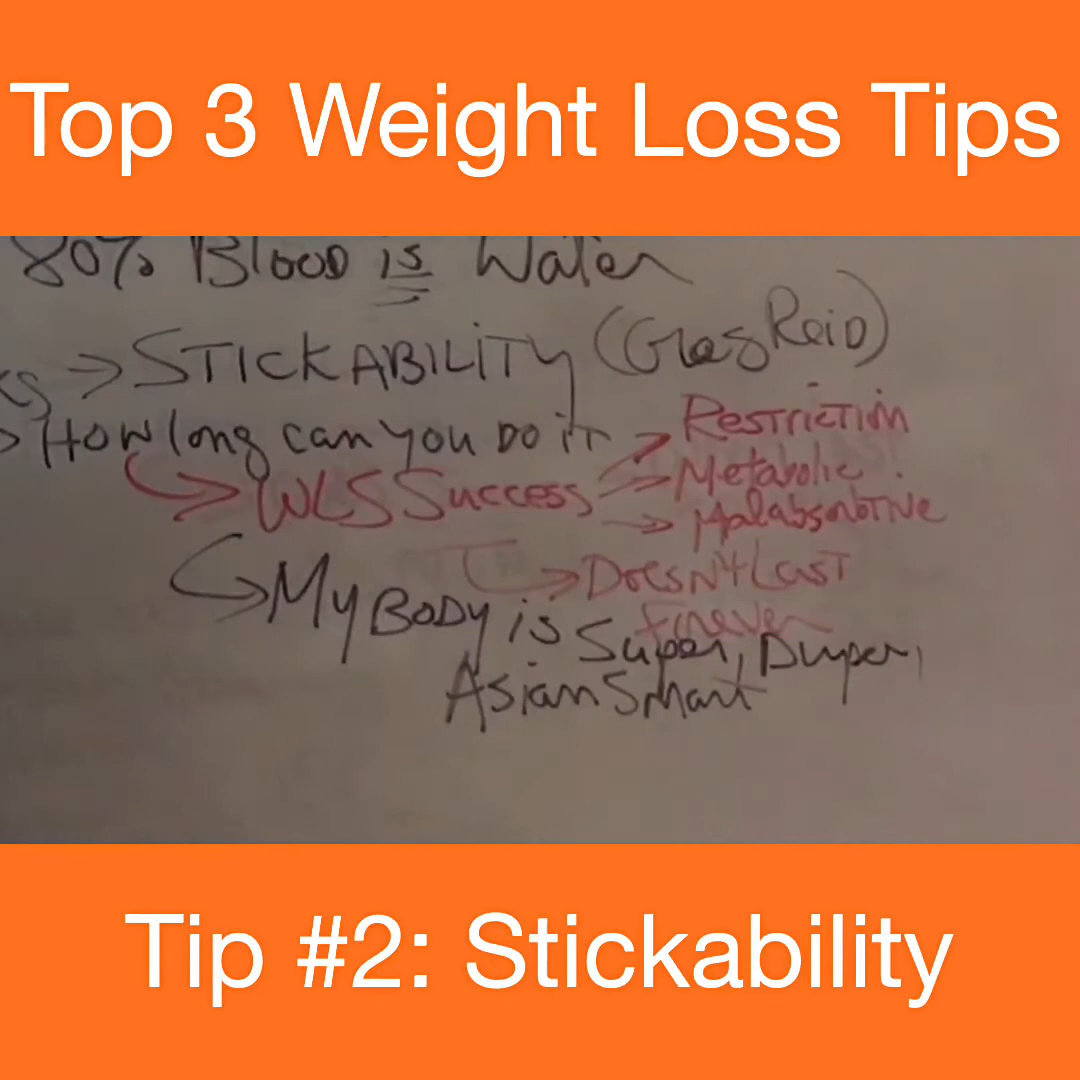 Top 3 Weight Loss Tips
80% Blood is Water
→ STICKABILITY (Greg Reid)
> How long can you Do it
→ WLS Success → Restriction
→ Metabolic
→ Malabsorbtive
→ Doesn't Last
Forever
→ My Body is Super, Duper,
Asian Smart
Tip #2: Stickability